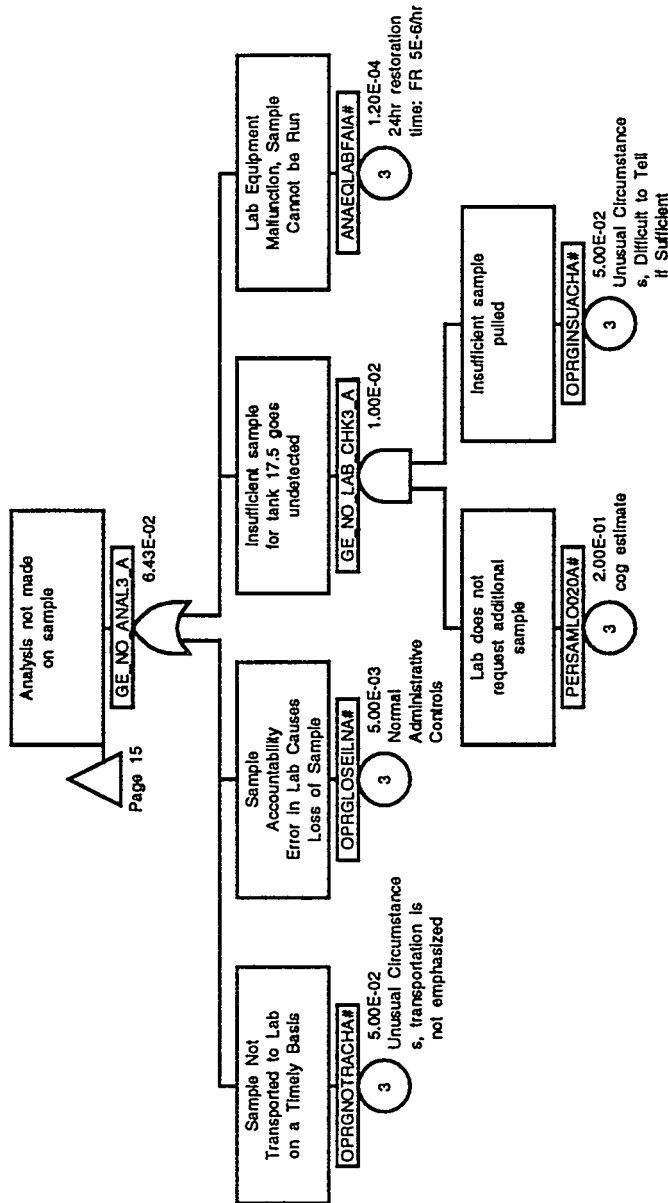 Analysis not made
on sample
GE_NO_ANAL3_A
6.43E-02
Page 15
Sample Not
Transported to Lab
on a Timely Basis
OPRGNOTRACHA#
3
5.00E-02
Unusual Circumstance
s, transportation is
not emphasized
Sample
Accountability
Error in Lab Causes
Loss of Sample
OPRGLOSEILNA#
3
5.00E-03
Normal
Administrative
Controls
Insufficient sample
for tank 17.5 goes
undetected
GE_NO_LAB_CHK3_A
1.00E-02
Lab Equipment
Malfunction, Sample
Cannot be Run
ANAEQLABFAIA#
3
1.20E-04
24hr restoration
time: FR 5E-6/hr
Lab does not
request additional
sample
PERSAMLO020A#
3
2.00E-01
cog estimate
Insufficient sample
pulled
OPRGINSUACHA#
3
5.00E-02
Unusual Circumstance
s, Difficult to Tell
if Sufficient